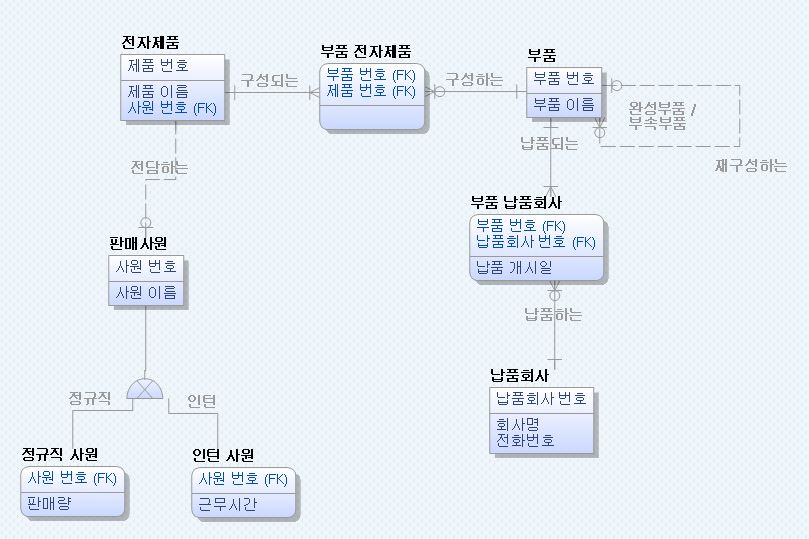 전자제품
제품 번호
제품 이름
사원 번호 (FK)
구성되는
부품 전자제품
부품 번호 (FK)
제품 번호 (FK)
구성하는
부품
부품 번호
부품 이름
완성부품 /
부속부품
재구성하는
납품되는
전담하는
부품 납품회사
부품 번호 (FK)
납품회사 번호 (FK)
납품 개시일
판매사원
사원 번호
사원 이름
납품하는
납품회사
납품회사 번호
회사명
전화번호
정규직
인턴
정규직 사원
사원 번호 (FK)
판매량
인턴 사원
사원 번호 (FK)
근무시간